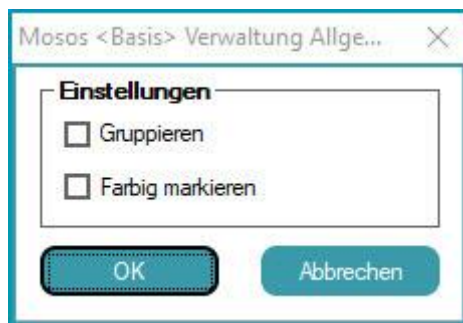 Mosos <Basis> Verwaltung Allge...
Einstellungen
Gruppieren
Farbig markieren
OK
Abbrechen